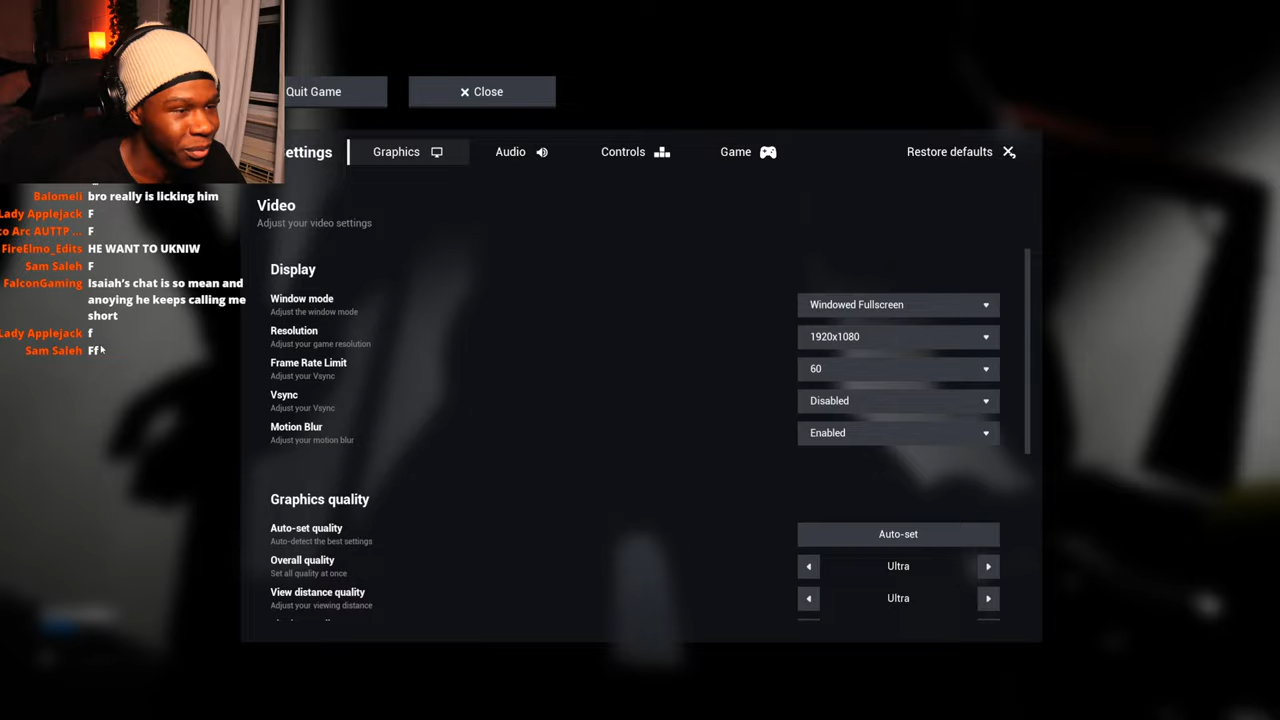 Quit Game
Close
ettings
Graphics
Audio
Controls
Game
Restore defaults
Balomeli bro really is licking him
Lady Applejack F
co Arc AUTTP ... F
FireElmo_Edits HE WANT TO UKNIW
Sam Saleh F
FalconGaming Isaiah's chat is so mean and
anoying he keeps calling me
short
Lady Applejack f
Sam Saleh Ff
Video
Adjust your video settings
Display
Window mode
Adjust the window mode
Windowed Fullscreen
Resolution
Adjust your game resolution
1920x1080
Frame Rate Limit
Adjust your Vsync
60
Vsync
Adjust your Vsync
Disabled
Motion Blur
Adjust your motion blur
Enabled
Graphics quality
Auto-set quality
Auto-detect the best settings
Auto-set
Overall quality
Set all quality at once
Ultra
View distance quality
Adjust your viewing distance
Ultra